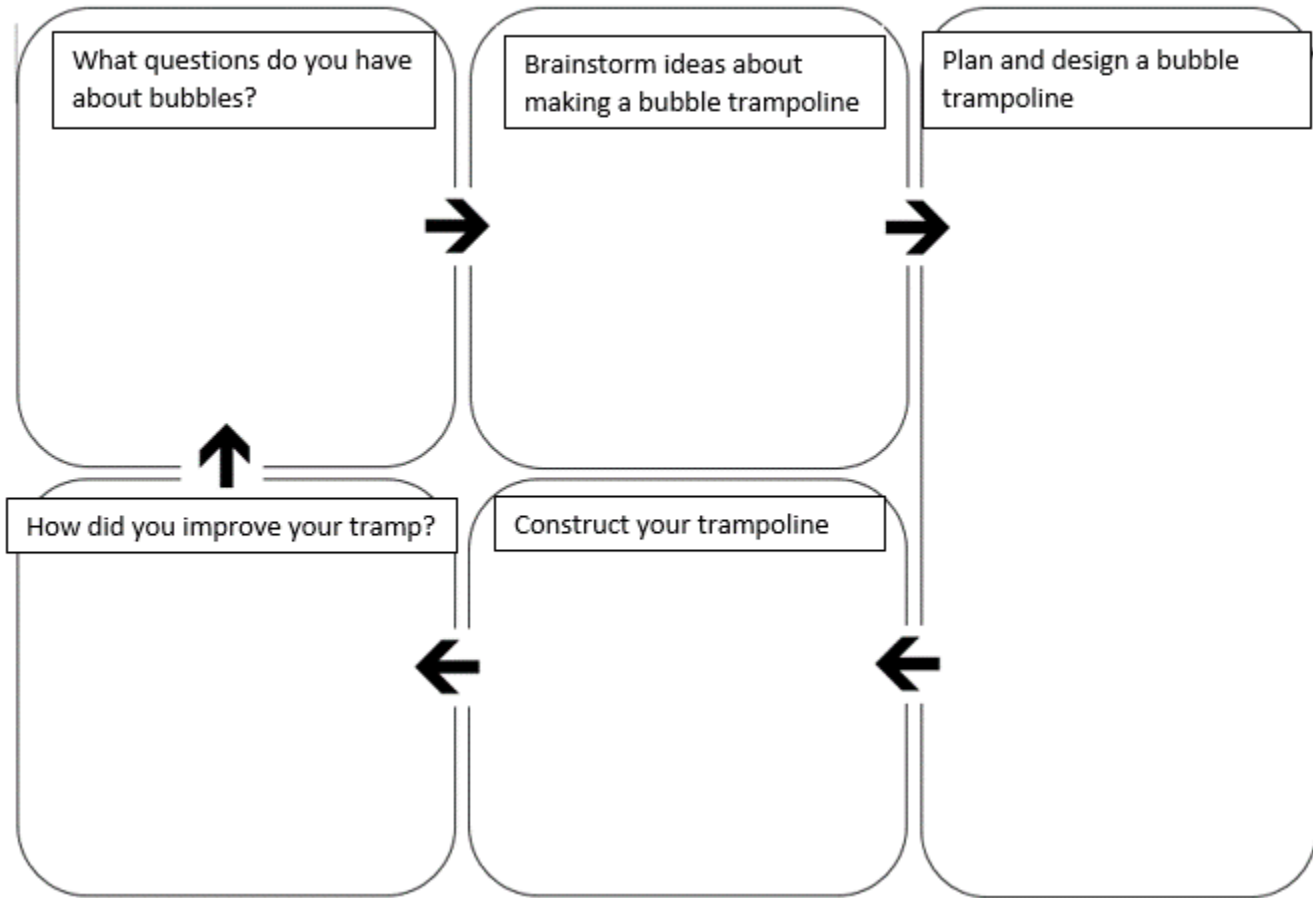 What questions do you have
about bubbles?
Brainstorm ideas about
making a bubble trampoline
Plan and design a bubble
trampoline
How did you improve your tramp?
Construct your trampoline